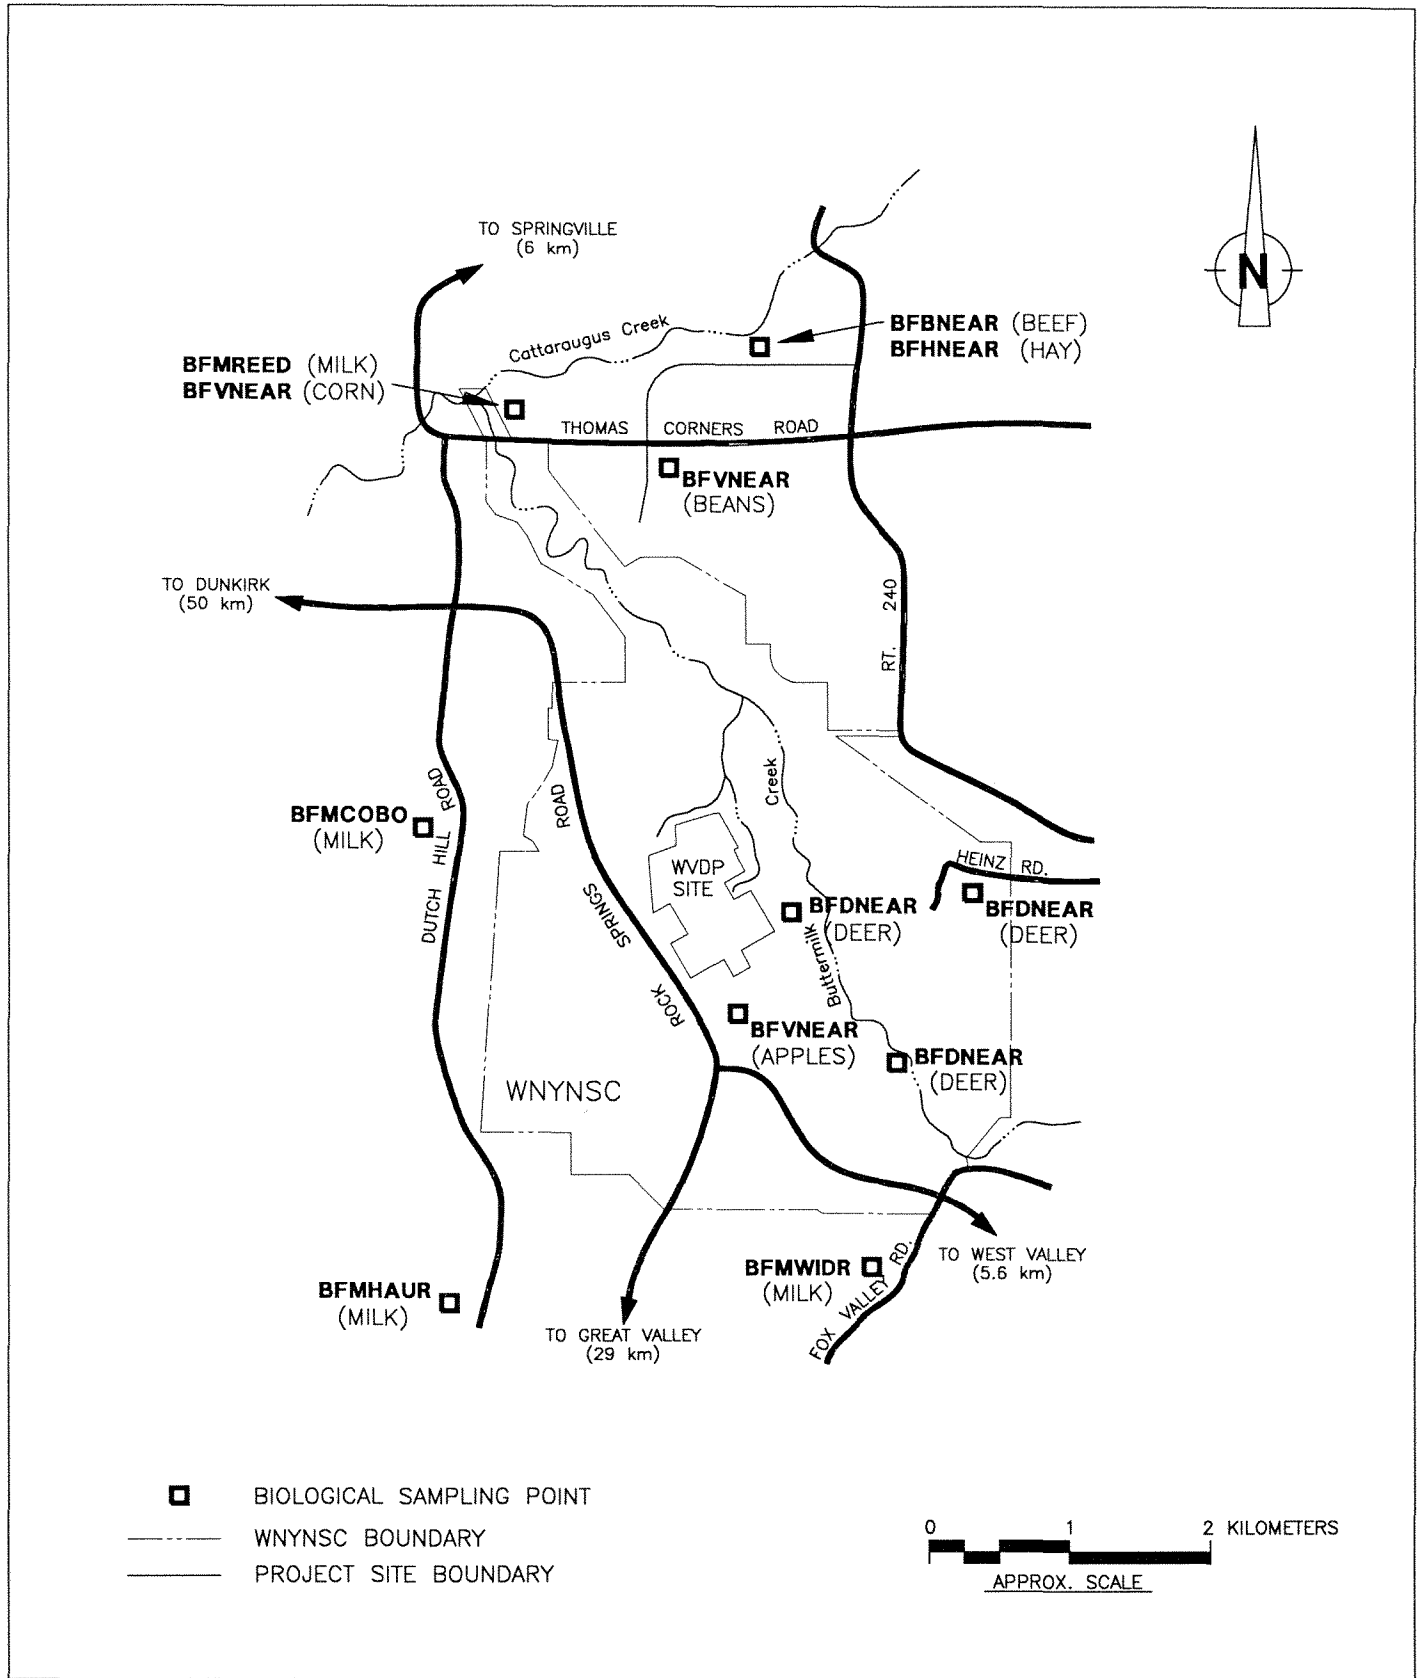 TO SPRINGVILLE
(6 km)
N
Cattaraugus Creek
BFBNEAR (BEEF)
BFHNEAR (HAY)
BFMREED (MILK)
BFVNEAR (CORN)
THOMAS CORNERS ROAD
BFVNEAR
(BEANS)
TO DUNKIRK
(50 km)
RT. 240
DUTCH HILL ROAD
ROCK SPRINGS ROAD
Buttermilk Creek
BFMCOBO
(MILK)
WVDP
SITE
HEINZ RD.
BFDNEAR
(DEER)
BFDNEAR
(DEER)
BFVNEAR
(APPLES)
BFDNEAR
(DEER)
WNYNSC
TO WEST VALLEY
(5.6 km)
BFMWIDR
(MILK)
FOX VALLEY RD.
BFMHAUR
(MILK)
TO GREAT VALLEY
(29 km)
BIOLOGICAL SAMPLING POINT
WNYNSC BOUNDARY
PROJECT SITE BOUNDARY
0 1 2 KILOMETERS
APPROX. SCALE